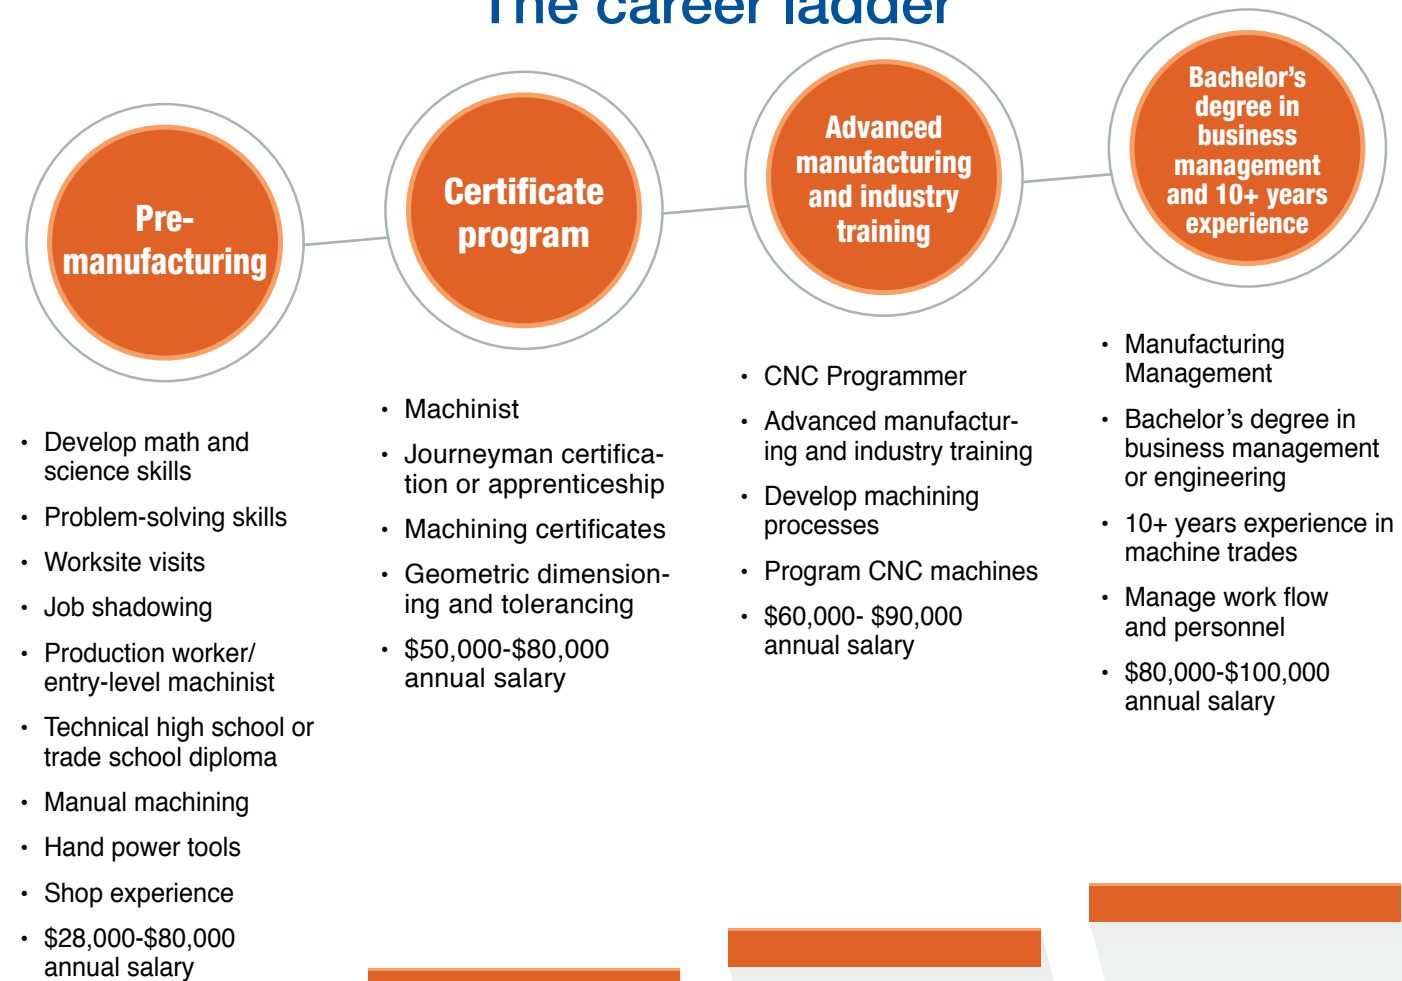 The career ladder
Pre-
manufacturing
• Develop math and
science skills
• Problem-solving skills
• Worksite visits
• Job shadowing
• Production worker/
entry-level machinist
• Technical high school or
trade school diploma
• Manual machining
• Hand power tools
• Shop experience
• $28,000-$80,000
annual salary
Certificate
program
• Machinist
• Journeyman certifica-
tion or apprenticeship
• Machining certificates
• Geometric dimension-
ing and tolerancing
• $50,000-$80,000
annual salary
Advanced
manufacturing
and industry
training
• CNC Programmer
• Advanced manufactur-
ing and industry training
• Develop machining
processes
• Program CNC machines
• $60,000- $90,000
annual salary
Bachelor’s
degree in
business
management
and 10+ years
experience
• Manufacturing
Management
• Bachelor’s degree in
business management
or engineering
• 10+ years experience in
machine trades
• Manage work flow
and personnel
• $80,000-$100,000
annual salary